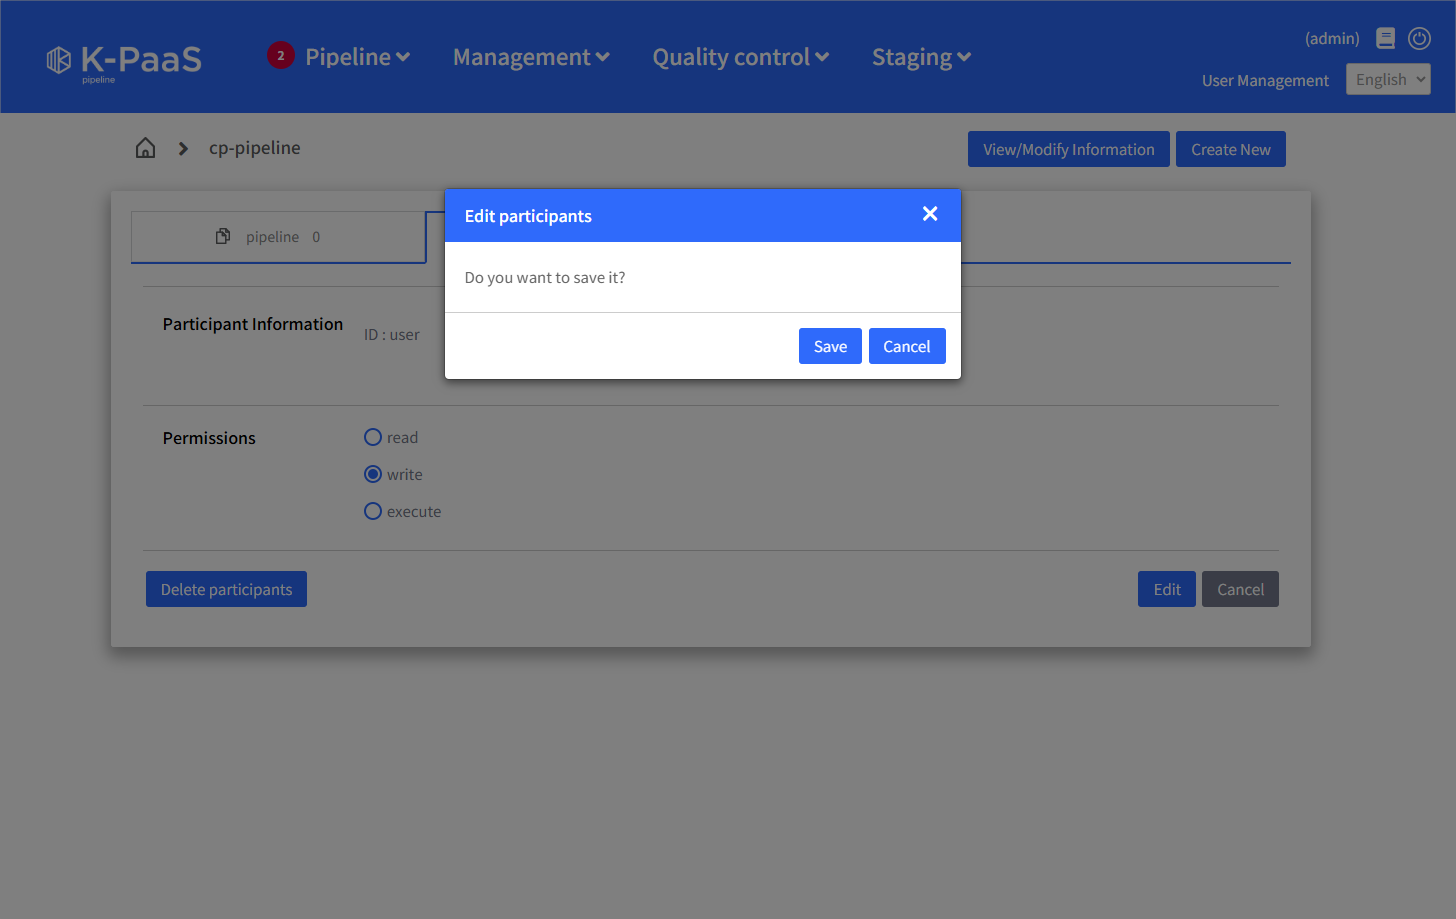 K-PaaS
pipeline
2 Pipeline
Management
Quality control
Staging
(admin)
User Management
English
cp-pipeline
View/Modify Information
Create New
pipeline 0
Edit participants
Do you want to save it?
Save
Cancel
Participant Information
ID : user
Permissions
read
write
execute
Delete participants
Edit
Cancel